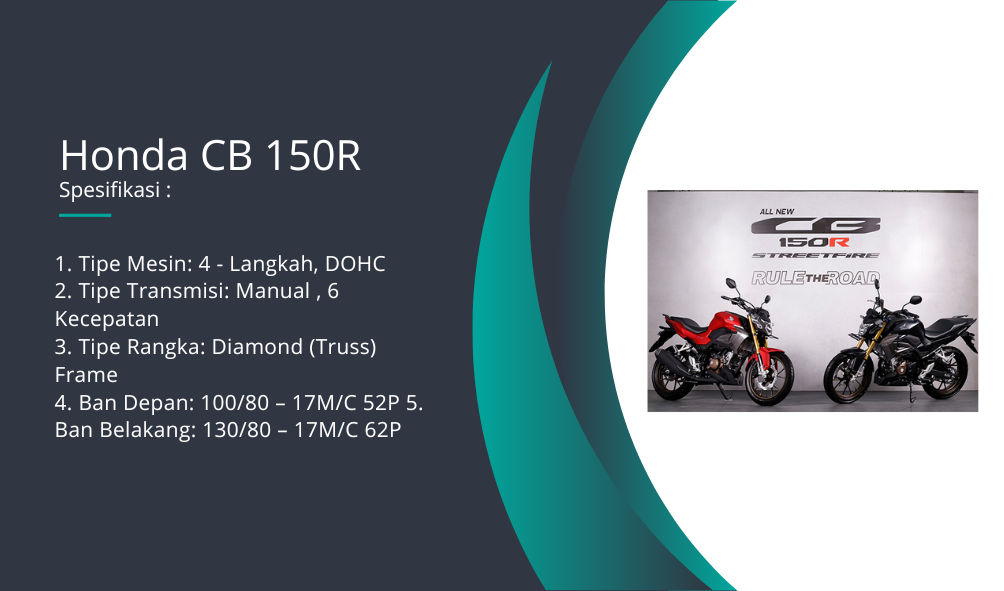 Honda CB 150R
Spesifikasi :
1. Tipe Mesin: 4 - Langkah, DOHC
2. Tipe Transmisi: Manual , 6
Kecepatan
3. Tipe Rangka: Diamond (Truss)
Frame
4. Ban Depan: 100/80 – 17M/C 52P 5.
Ban Belakang: 130/80 – 17M/C 62P
ALL NEW
CB
150R
STREETFIRE
RULE THE ROAD